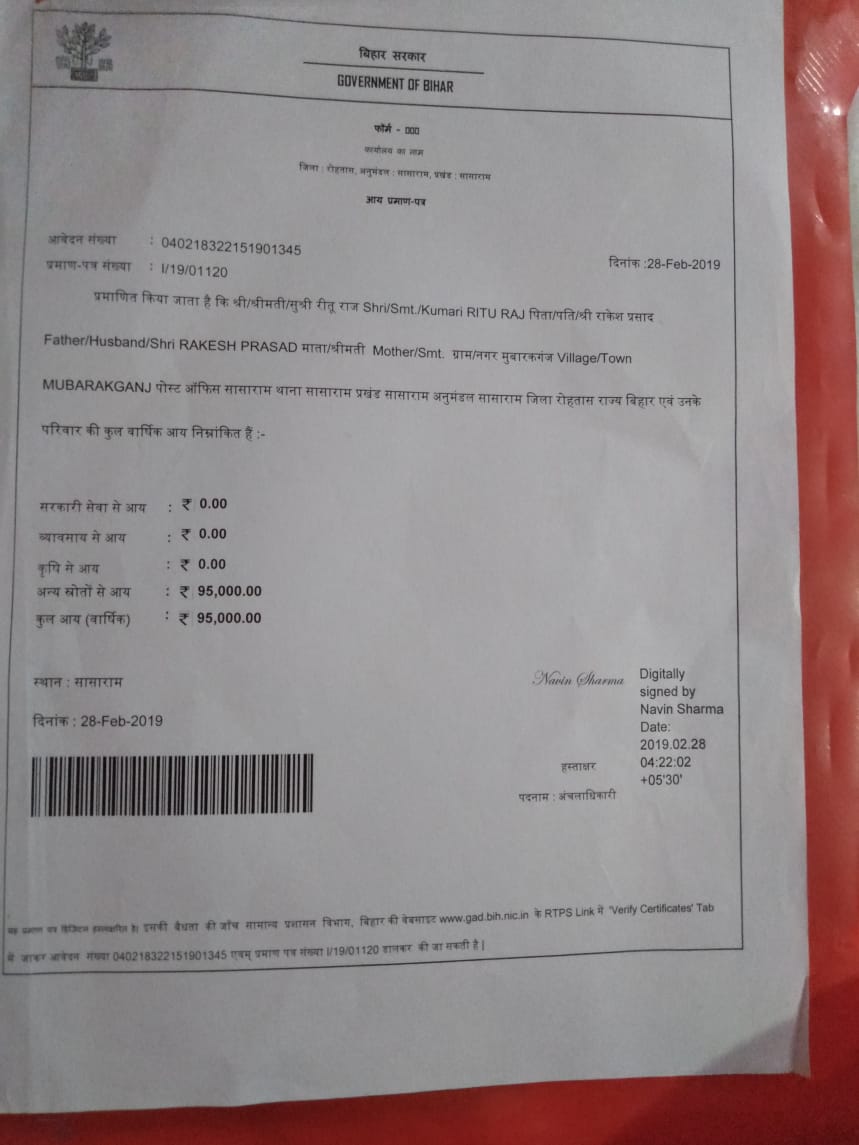 बिहार सरकार
GOVERNMENT OF BIHAR
फॉर्म - 000
कार्यालय का नाम
जिला : रोहतास, अनुमंडल : सासाराम, प्रखंड : सासाराम
आय प्रमाण-पत्र
आवेदन संख्या : 040218322151901345
प्रमाण-पत्र संख्या : I/19/01120 दिनांक :28-Feb-2019
प्रमाणित किया जाता है कि श्री/श्रीमती/सुश्री रीतू राज Shri/Smt./Kumari RITU RAJ पिता/पति/श्री राकेश प्रसाद
Father/Husband/Shri RAKESH PRASAD माता/श्रीमती Mother/Smt. ग्राम/नगर मुबारकगंज Village/Town
MUBARAKGANJ पोस्ट ऑफिस सासाराम थाना सासाराम प्रखंड सासाराम अनुमंडल सासाराम जिला रोहतास राज्य बिहार एवं उनके
परिवार की कुल वार्षिक आय निम्नांकित हैं :-
सरकारी सेवा से आय : ₹ 0.00
व्यावसाय से आय : ₹ 0.00
कृषि से आय : ₹ 0.00
अन्य स्रोतों से आय : ₹ 95,000.00
कुल आय (वार्षिक) : ₹ 95,000.00
स्थान : सासाराम
दिनांक : 28-Feb-2019
Navin Sharma
Digitally
signed by
Navin Sharma
Date:
2019.02.28
04:22:02
+05'30'
हस्ताक्षर
पदनाम : अंचलाधिकारी
यह प्रमाण पत्र डिजिटल हस्ताक्षरित है। इसकी वैधता की जाँच सामान्य प्रशासन विभाग, बिहार की वेबसाइट www.gad.bih.nic.in के RTPS Link में 'Verify Certificates' Tab
में जाकर आवेदन संख्या 040218322151901345 एवम् प्रमाण पत्र संख्या I/19/01120 डालकर की जा सकती है |